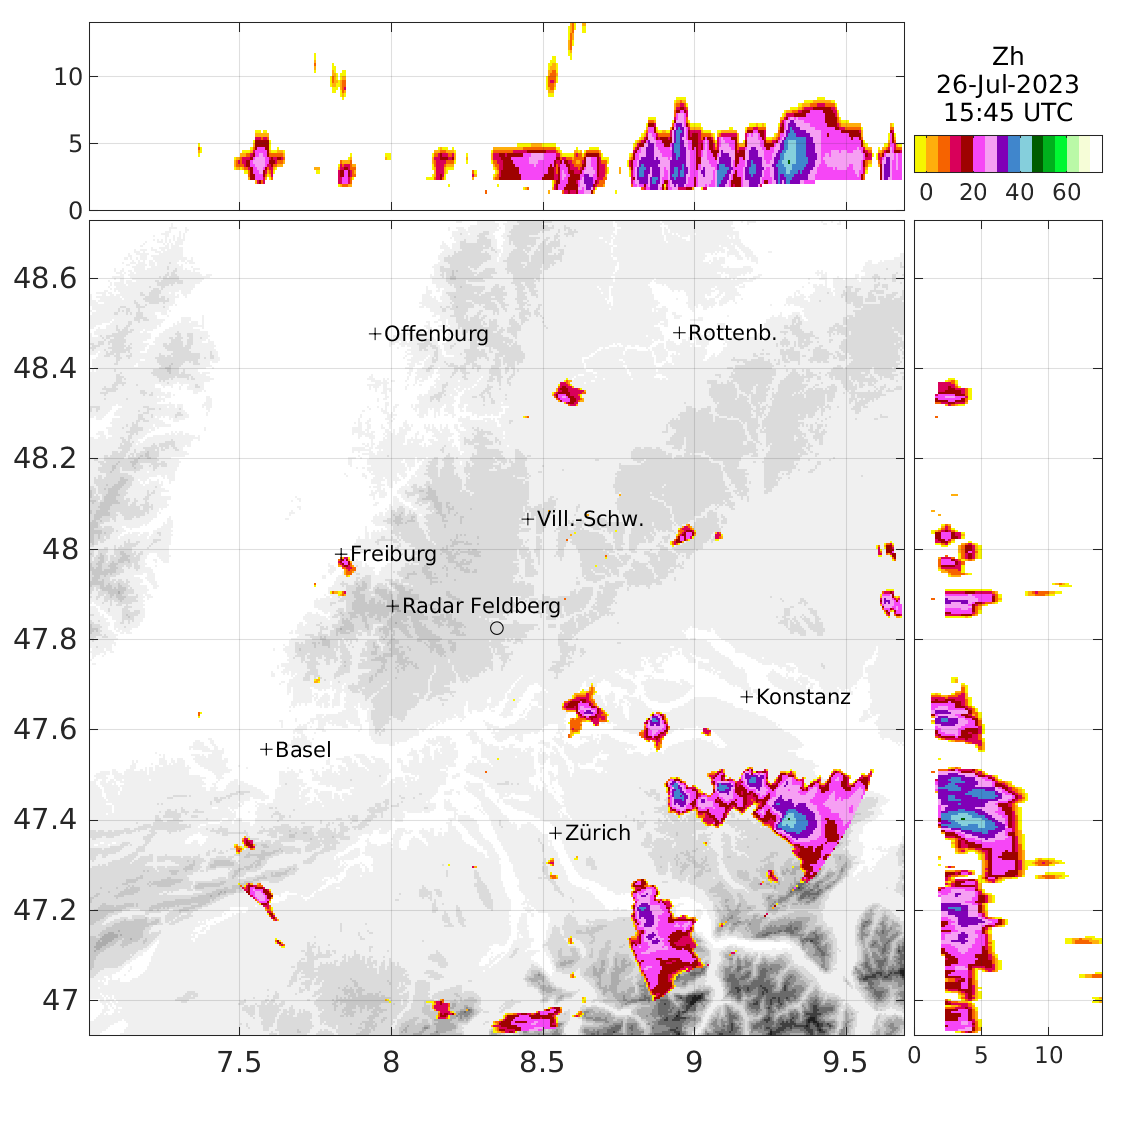 10
5
0
Zh
26-Jul-2023
15:45 UTC
0 20 40 60
48.6
48.4
48.2
48
47.8
47.6
47.4
47.2
47
+Offenburg
+Rottenb.
+Vill.-Schw.
+Freiburg
+Radar Feldberg
+Konstanz
+Basel
+Zürich
7.5 8 8.5 9 9.5
0 5 10